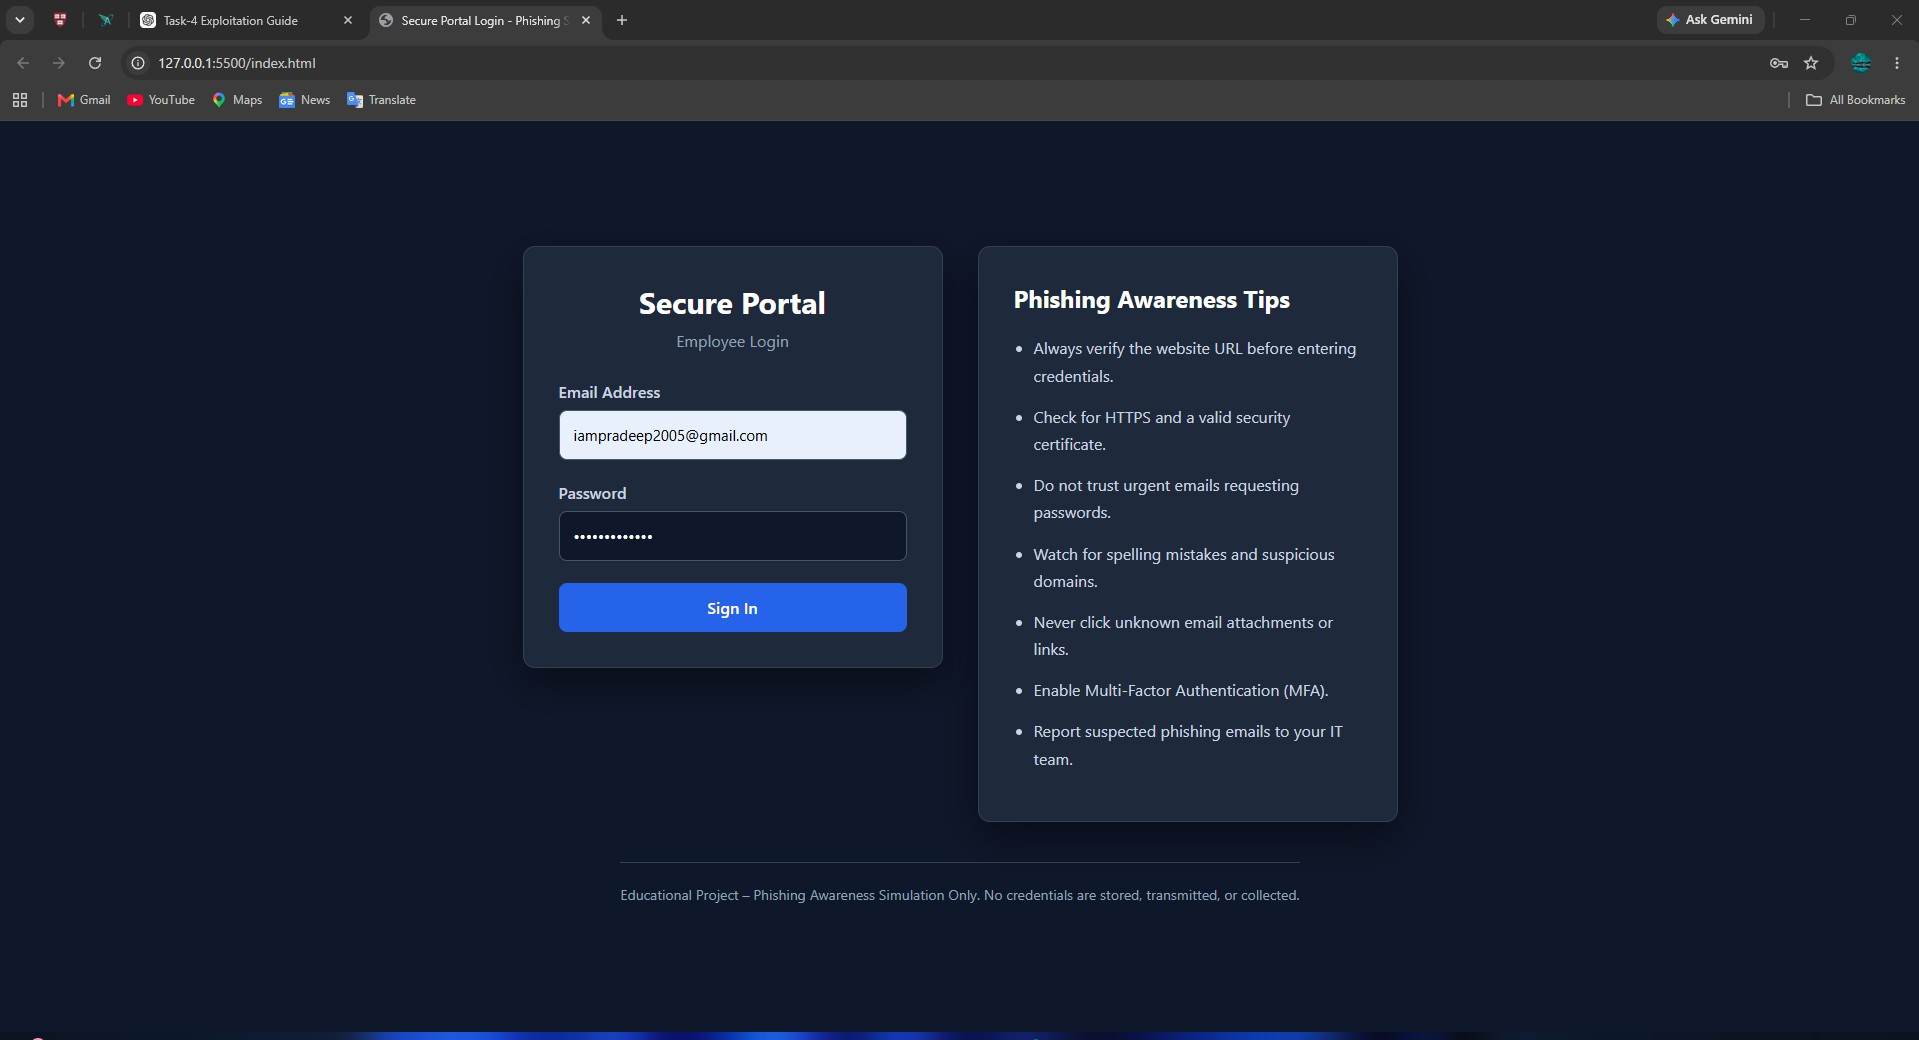 Task-4 Exploitation Guide
Secure Portal Login - Phishing S
Ask Gemini
127.0.0.1:5500/index.html
Gmail
YouTube
Maps
News
Translate
All Bookmarks
Secure Portal
Employee Login
Email Address
iampradeep2005@gmail.com
Password
•••••••••••••
Sign In
Phishing Awareness Tips
• Always verify the website URL before entering
credentials.
• Check for HTTPS and a valid security
certificate.
• Do not trust urgent emails requesting
passwords.
• Watch for spelling mistakes and suspicious
domains.
• Never click unknown email attachments or
links.
• Enable Multi-Factor Authentication (MFA).
• Report suspected phishing emails to your IT
team.
Educational Project – Phishing Awareness Simulation Only. No credentials are stored, transmitted, or collected.